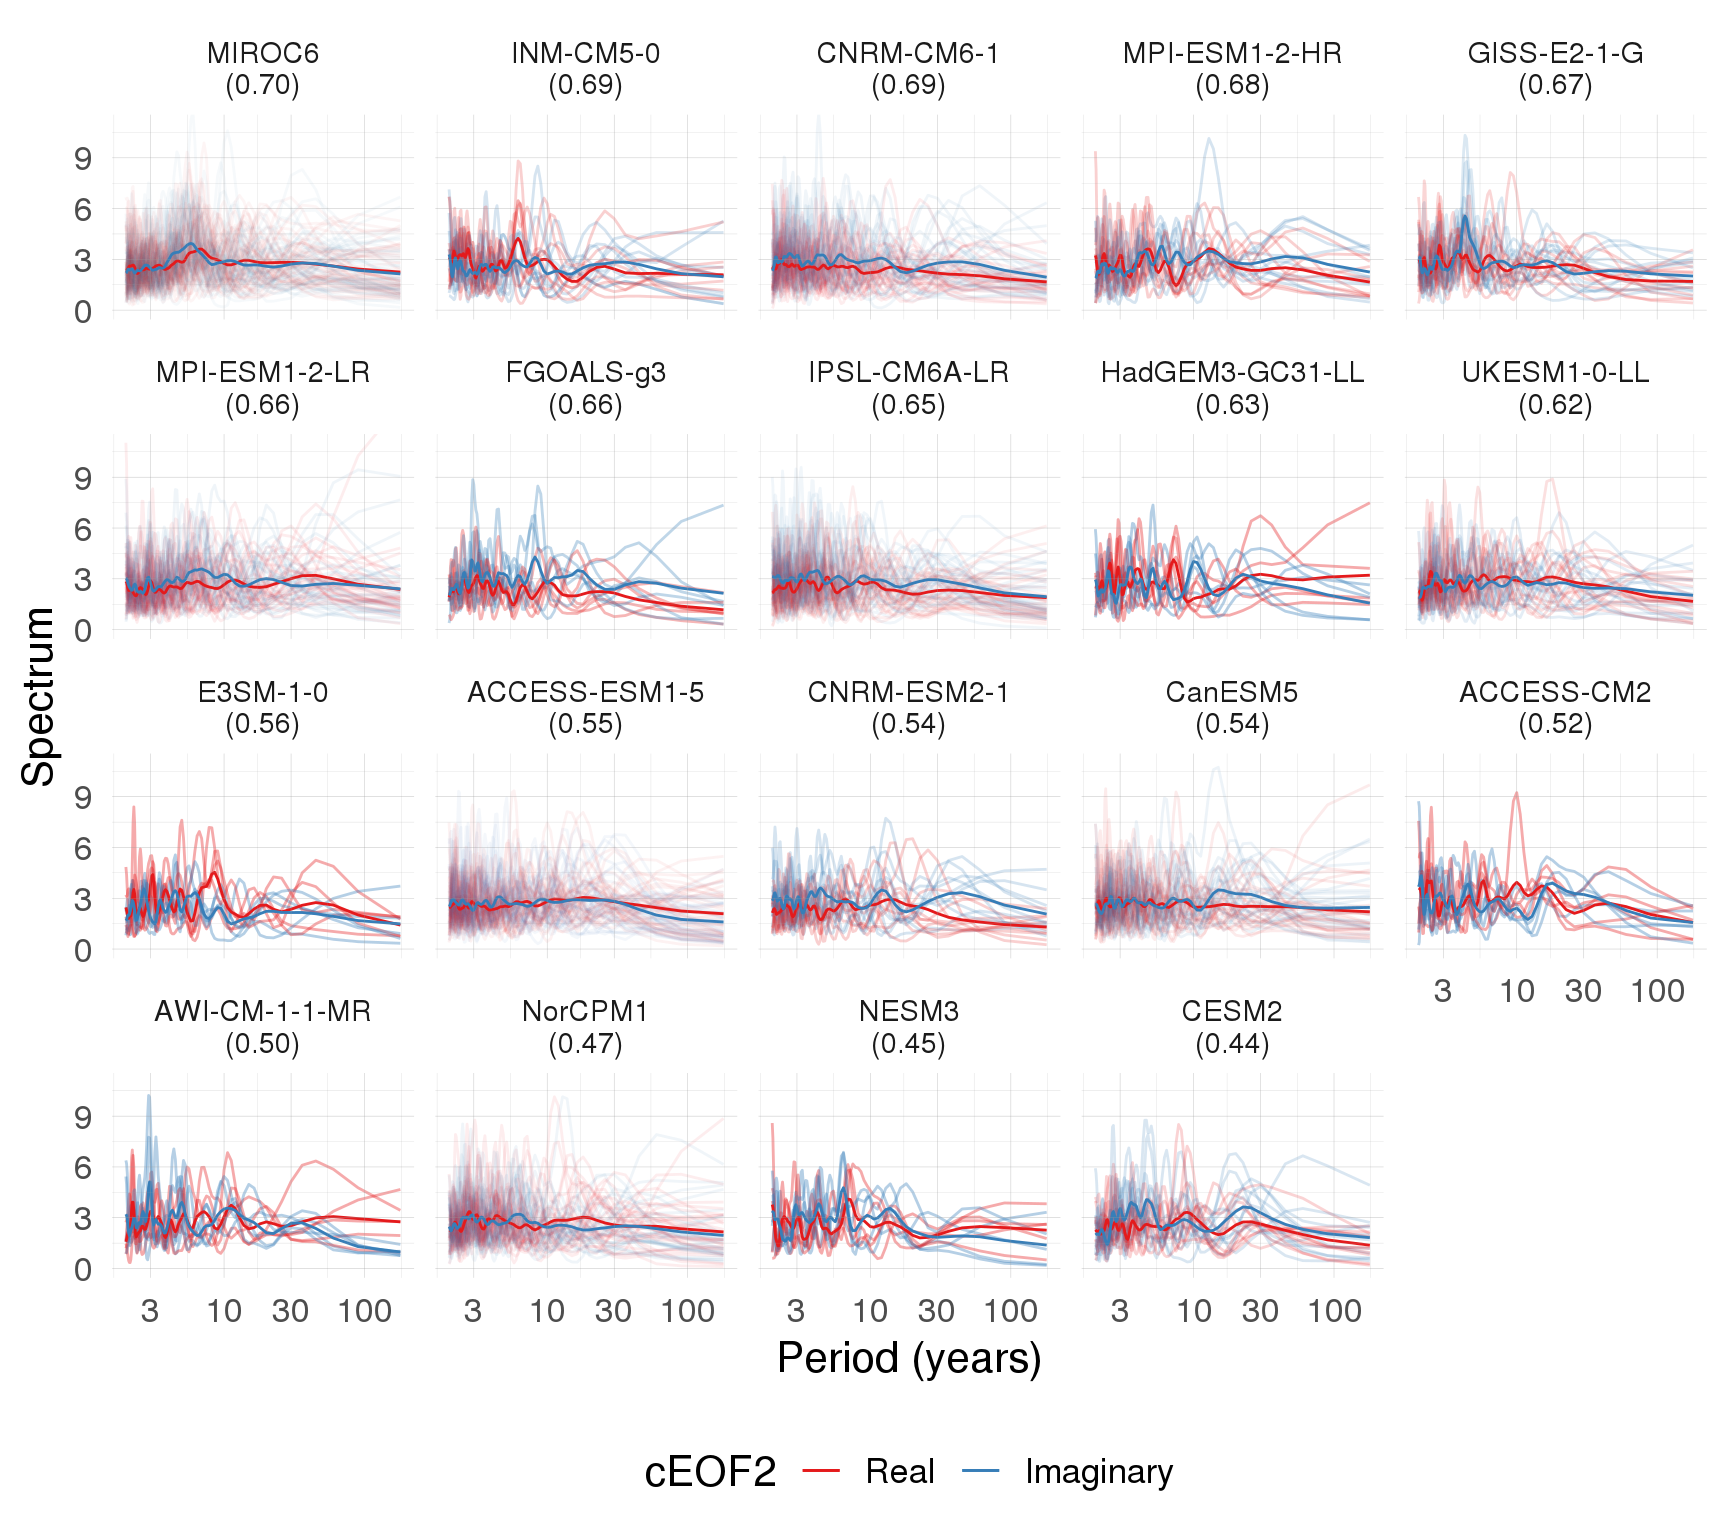 MIROC6
(0.70)
INM-CM5-0
(0.69)
CNRM-CM6-1
(0.69)
MPI-ESM1-2-HR
(0.68)
GISS-E2-1-G
(0.67)
9
6
3
0
MPI-ESM1-2-LR
(0.66)
FGOALS-g3
(0.66)
IPSL-CM6A-LR
(0.65)
HadGEM3-GC31-LL
(0.63)
UKESM1-0-LL
(0.62)
9
6
3
0
Spectrum
E3SM-1-0
(0.56)
ACCESS-ESM1-5
(0.55)
CNRM-ESM2-1
(0.54)
CanESM5
(0.54)
ACCESS-CM2
(0.52)
9
6
3
0
3 10 30 100
AWI-CM-1-1-MR
(0.50)
NorCPM1
(0.47)
NESM3
(0.45)
CESM2
(0.44)
9
6
3
0
3 10 30 100
3 10 30 100
3 10 30 100
3 10 30 100
Period (years)
cEOF2 Real Imaginary